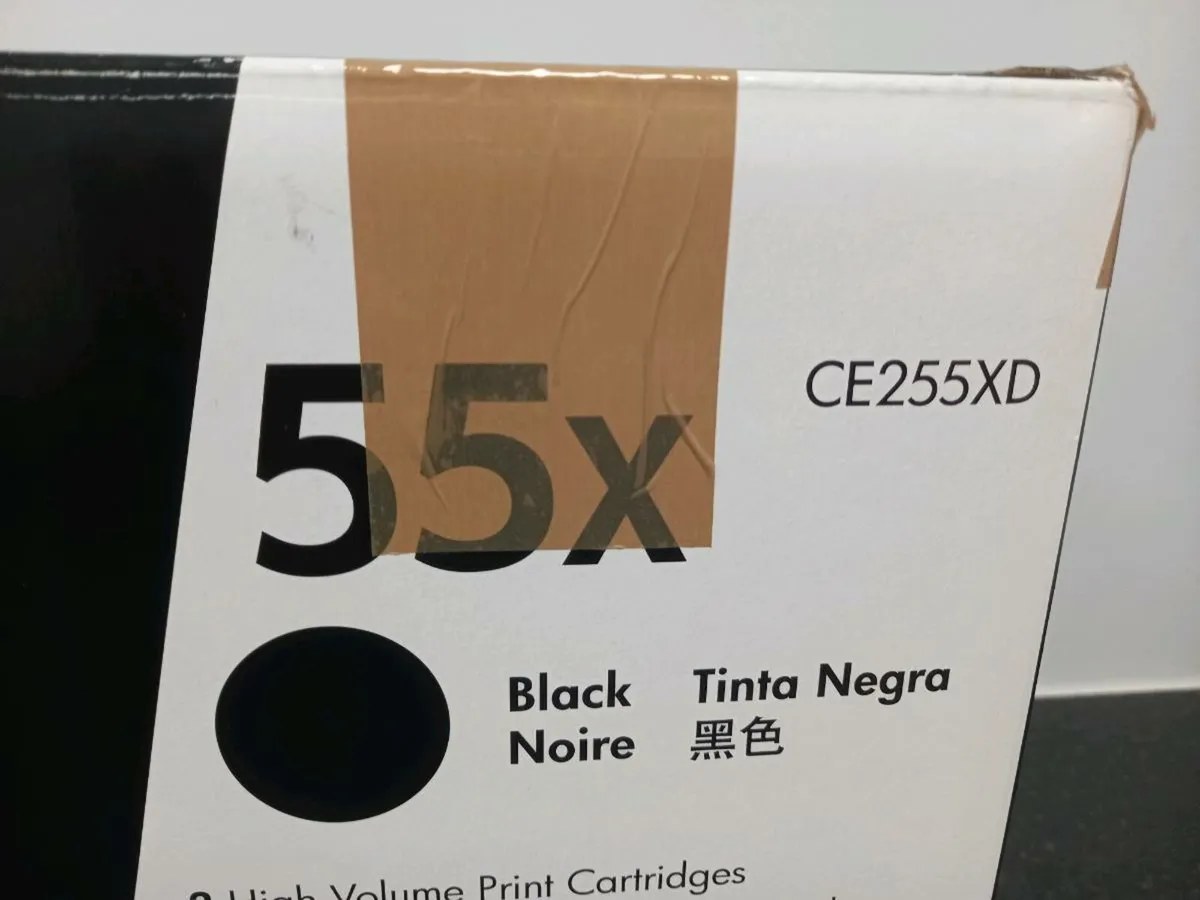 55x
CE255XD
Black Tinta Negra
Noire 黑色
High Volume Print Cartridges